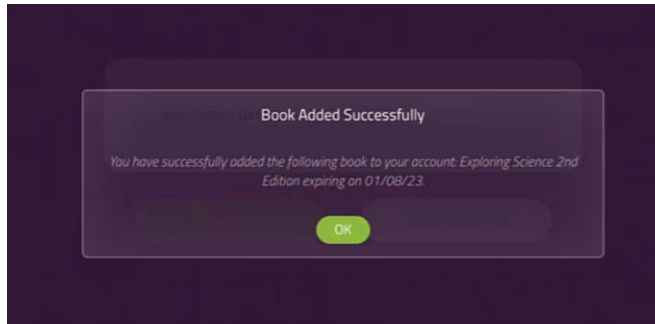 Book Added Successfully
You have successfully added the following book to your account: Exploring Science 2nd
Edition expiring on 01/08/23.
OK